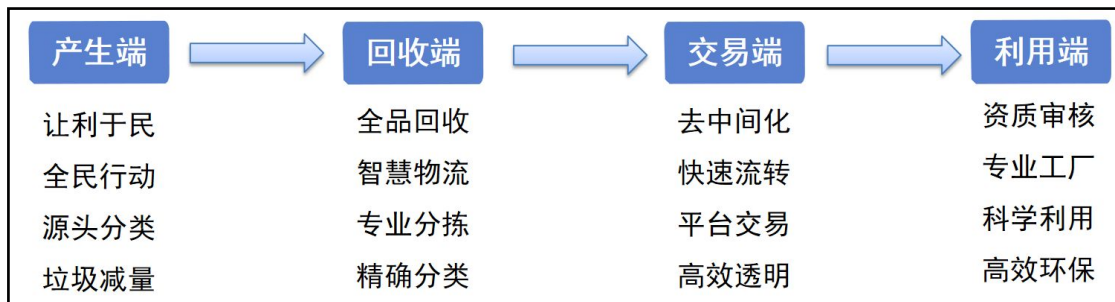 产生端
回收端
交易端
利用端
让利于民
全民行动
源头分类
垃圾减量
全品回收
智慧物流
专业分拣
精确分类
去中间化
快速流转
平台交易
高效透明
资质审核
专业工厂
科学利用
高效环保